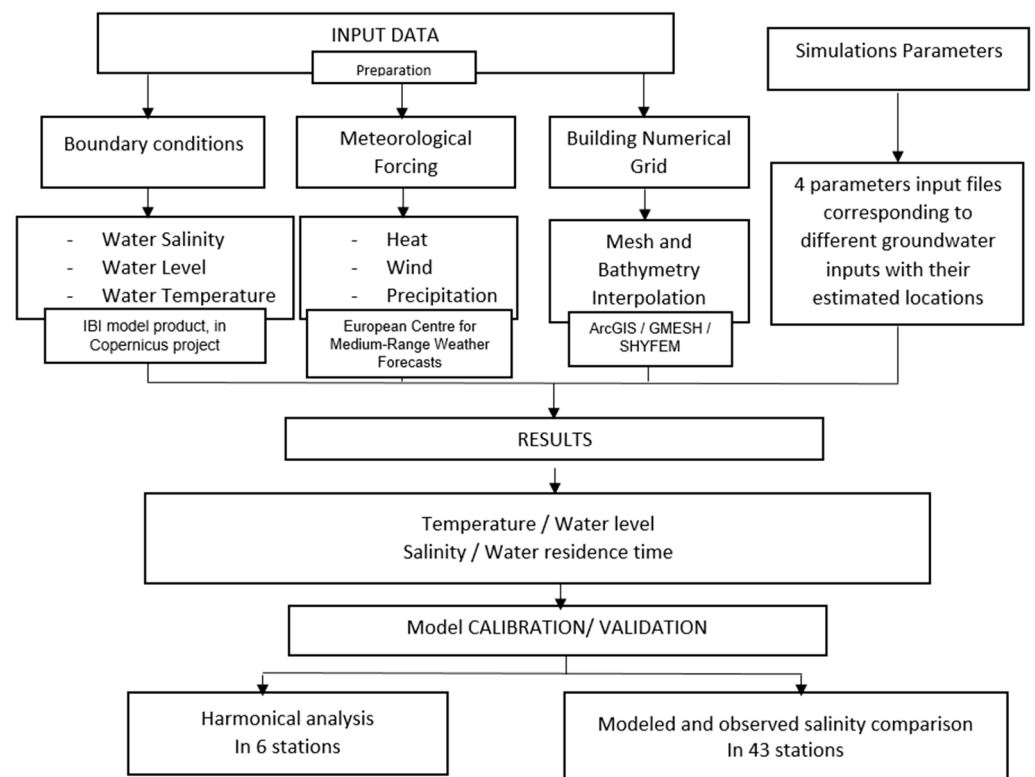 INPUT DATA
Preparation
Simulations Parameters
Boundary conditions
Meteorological
Forcing
Building Numerical
Grid
4 parameters input files
corresponding to
different groundwater
inputs with their
estimated locations
- Water Salinity
- Water Level
- Water Temperature
IBI model product, in
Copernicus project
- Heat
- Wind
- Precipitation
European Centre for
Medium-Range Weather
Forecasts
Mesh and
Bathymetry
Interpolation
ArcGIS / GMESH /
SHYFEM
RESULTS
Temperature / Water level
Salinity / Water residence time
Model CALIBRATION/ VALIDATION
Harmonical analysis
In 6 stations
Modeled and observed salinity comparison
In 43 stations